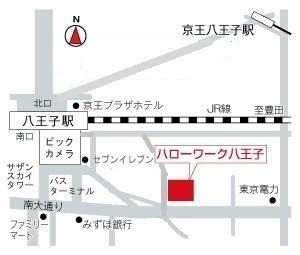 N
京王八王子駅
北口
京王プラザホテル
JR線
至豊田
八王子駅
南口
ビック
カメラ
セブンイレブン
ハローワーク八王子
サザン
スカイ
タワー
バス
ターミナル
東京電力
南大通り
ファミリー
マート
みずほ銀行